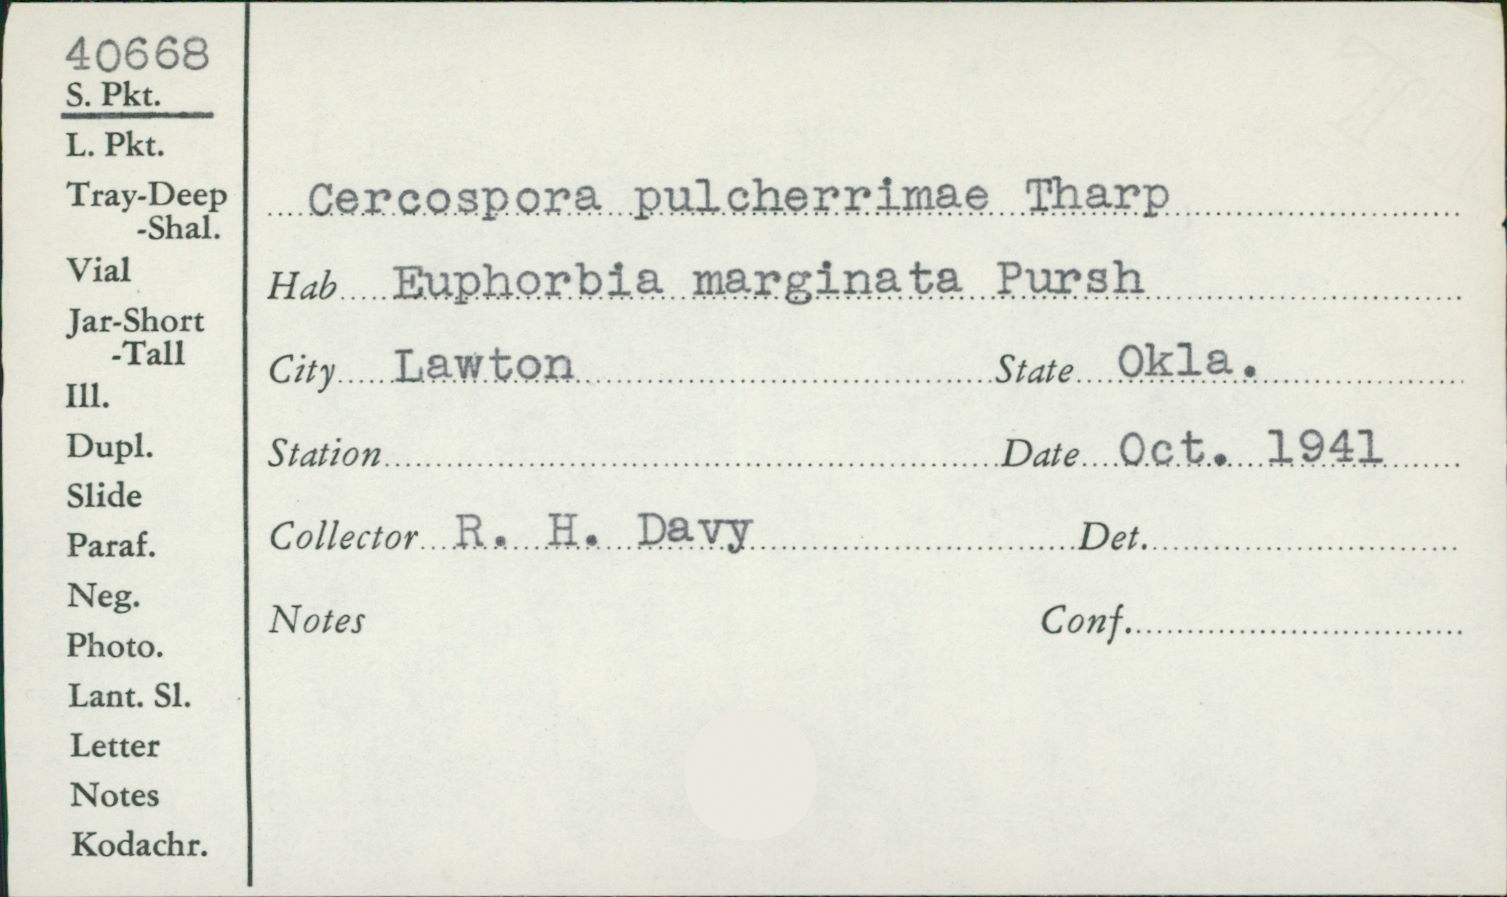 40668
S. Pkt.
L. Pkt.
Tray-Deep
-Shal.
Vial
Jar-Short
-Tall
Ill.
Dupl.
Slide
Paraf.
Neg.
Photo.
Lant. Sl.
Letter
Notes
Kodachr.
Cercospora pulcherrimae Tharp
Hab Euphorbia marginata Pursh
City Lawton State Okla.
Station Date Oct. 1941
Collector R. H. Davy Det.
Notes Conf.